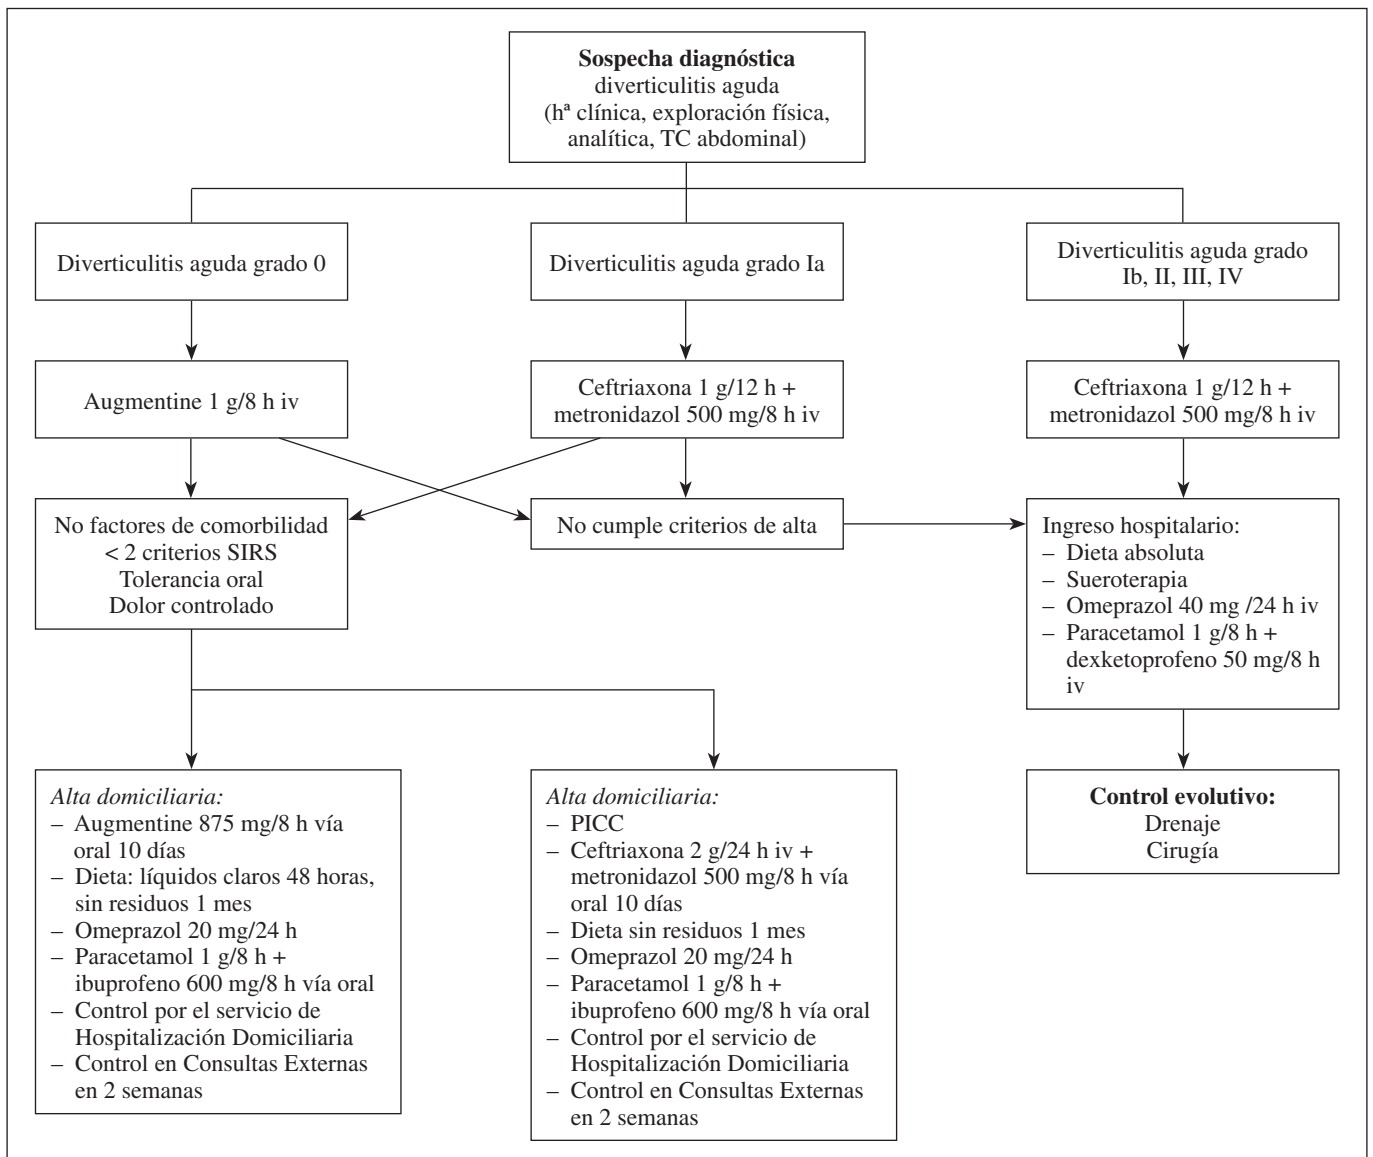 Sospecha diagnóstica
diverticulitis aguda
(hª clínica, exploración física,
analítica, TC abdominal)
Diverticulitis aguda grado 0
Diverticulitis aguda grado Ia
Diverticulitis aguda grado
Ib, II, III, IV
Augmentine 1 g/8 h iv
Ceftriaxona 1 g/12 h +
metronidazol 500 mg/8 h iv
Ceftriaxona 1 g/12 h +
metronidazol 500 mg/8 h iv
No factores de comorbilidad
< 2 criterios SIRS
Tolerancia oral
Dolor controlado
No cumple criterios de alta
Ingreso hospitalario:
– Dieta absoluta
– Sueroterapia
– Omeprazol 40 mg /24 h iv
– Paracetamol 1 g/8 h +
dexketoprofeno 50 mg/8 h
iv
Alta domiciliaria:
– Augmentine 875 mg/8 h vía
oral 10 días
– Dieta: líquidos claros 48 horas,
sin residuos 1 mes
– Omeprazol 20 mg/24 h
– Paracetamol 1 g/8 h +
ibuprofeno 600 mg/8 h vía oral
– Control por el servicio de
Hospitalización Domiciliaria
– Control en Consultas Externas
en 2 semanas
Alta domiciliaria:
– PICC
– Ceftriaxona 2 g/24 h iv +
metronidazol 500 mg/8 h vía
oral 10 días
– Dieta sin residuos 1 mes
– Omeprazol 20 mg/24 h
– Paracetamol 1 g/8 h +
ibuprofeno 600 mg/8 h vía oral
– Control por el servicio de
Hospitalización Domiciliaria
– Control en Consultas Externas
en 2 semanas
Control evolutivo:
Drenaje
Cirugía